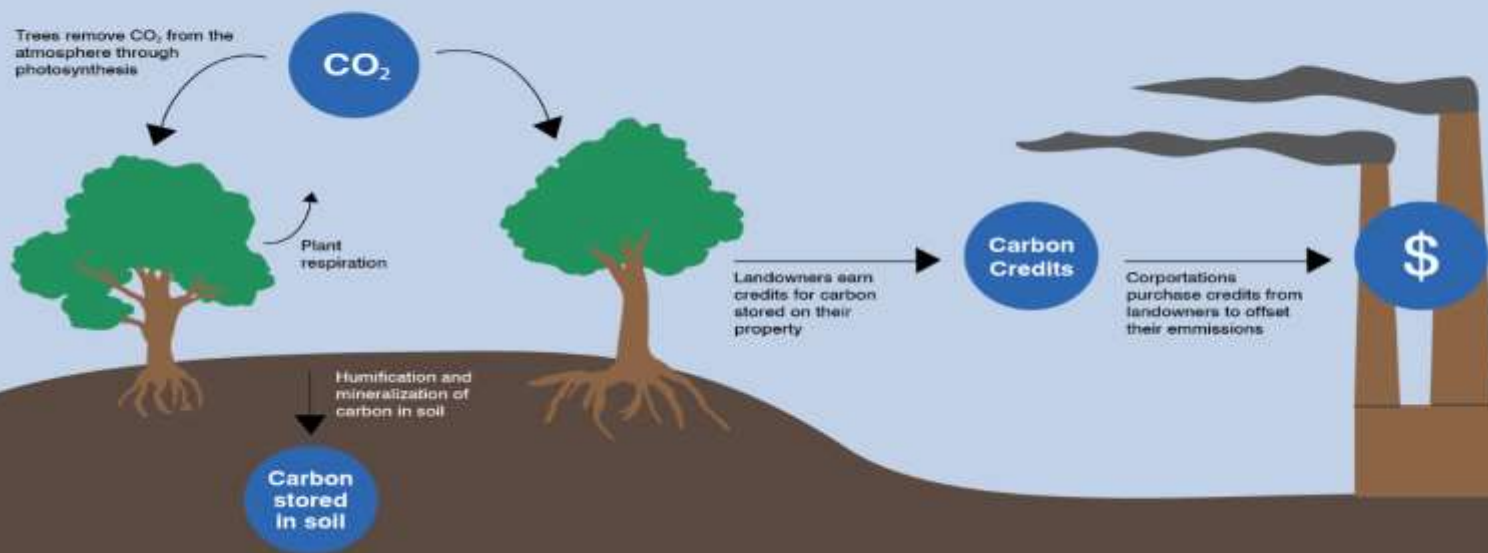 Trees remove CO₂ from the
atmosphere through
photosynthesis
CO₂
Plant
respiration
Landowners earn
credits for carbon
stored on their
property
Carbon
Credits
Corportations
purchase credits from
landowners to offset
their emmissions
$
Humification and
mineralization of
carbon in soil
Carbon
stored
in soil